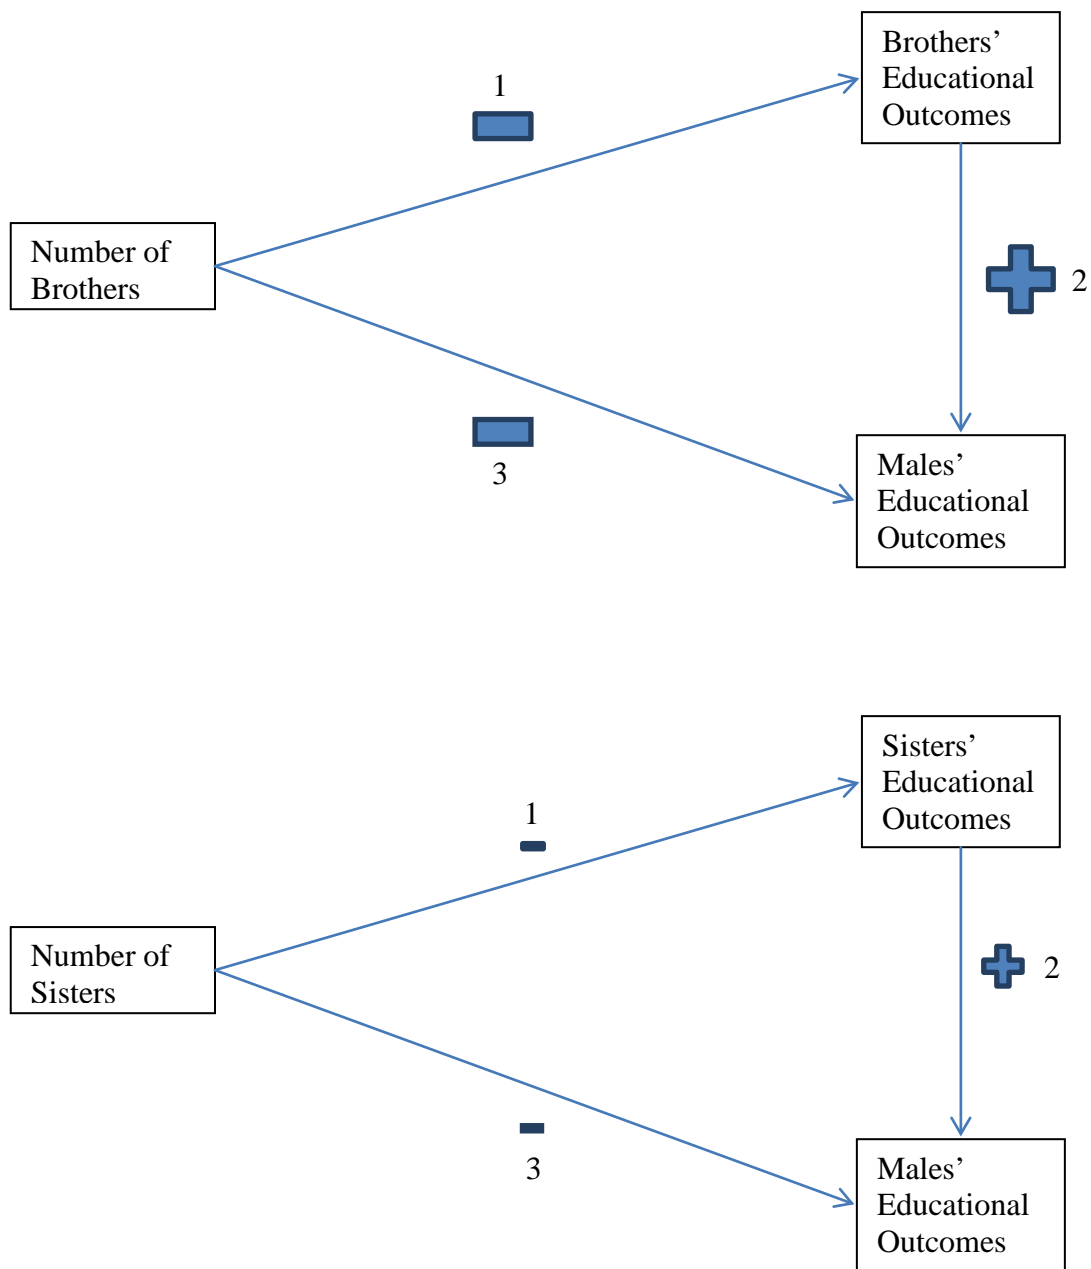 Brothers’
Educational
Outcomes
1
Number of
Brothers
2
3
Males’
Educational
Outcomes
Sisters’
Educational
Outcomes
1
Number of
Sisters
2
3
Males’
Educational
Outcomes